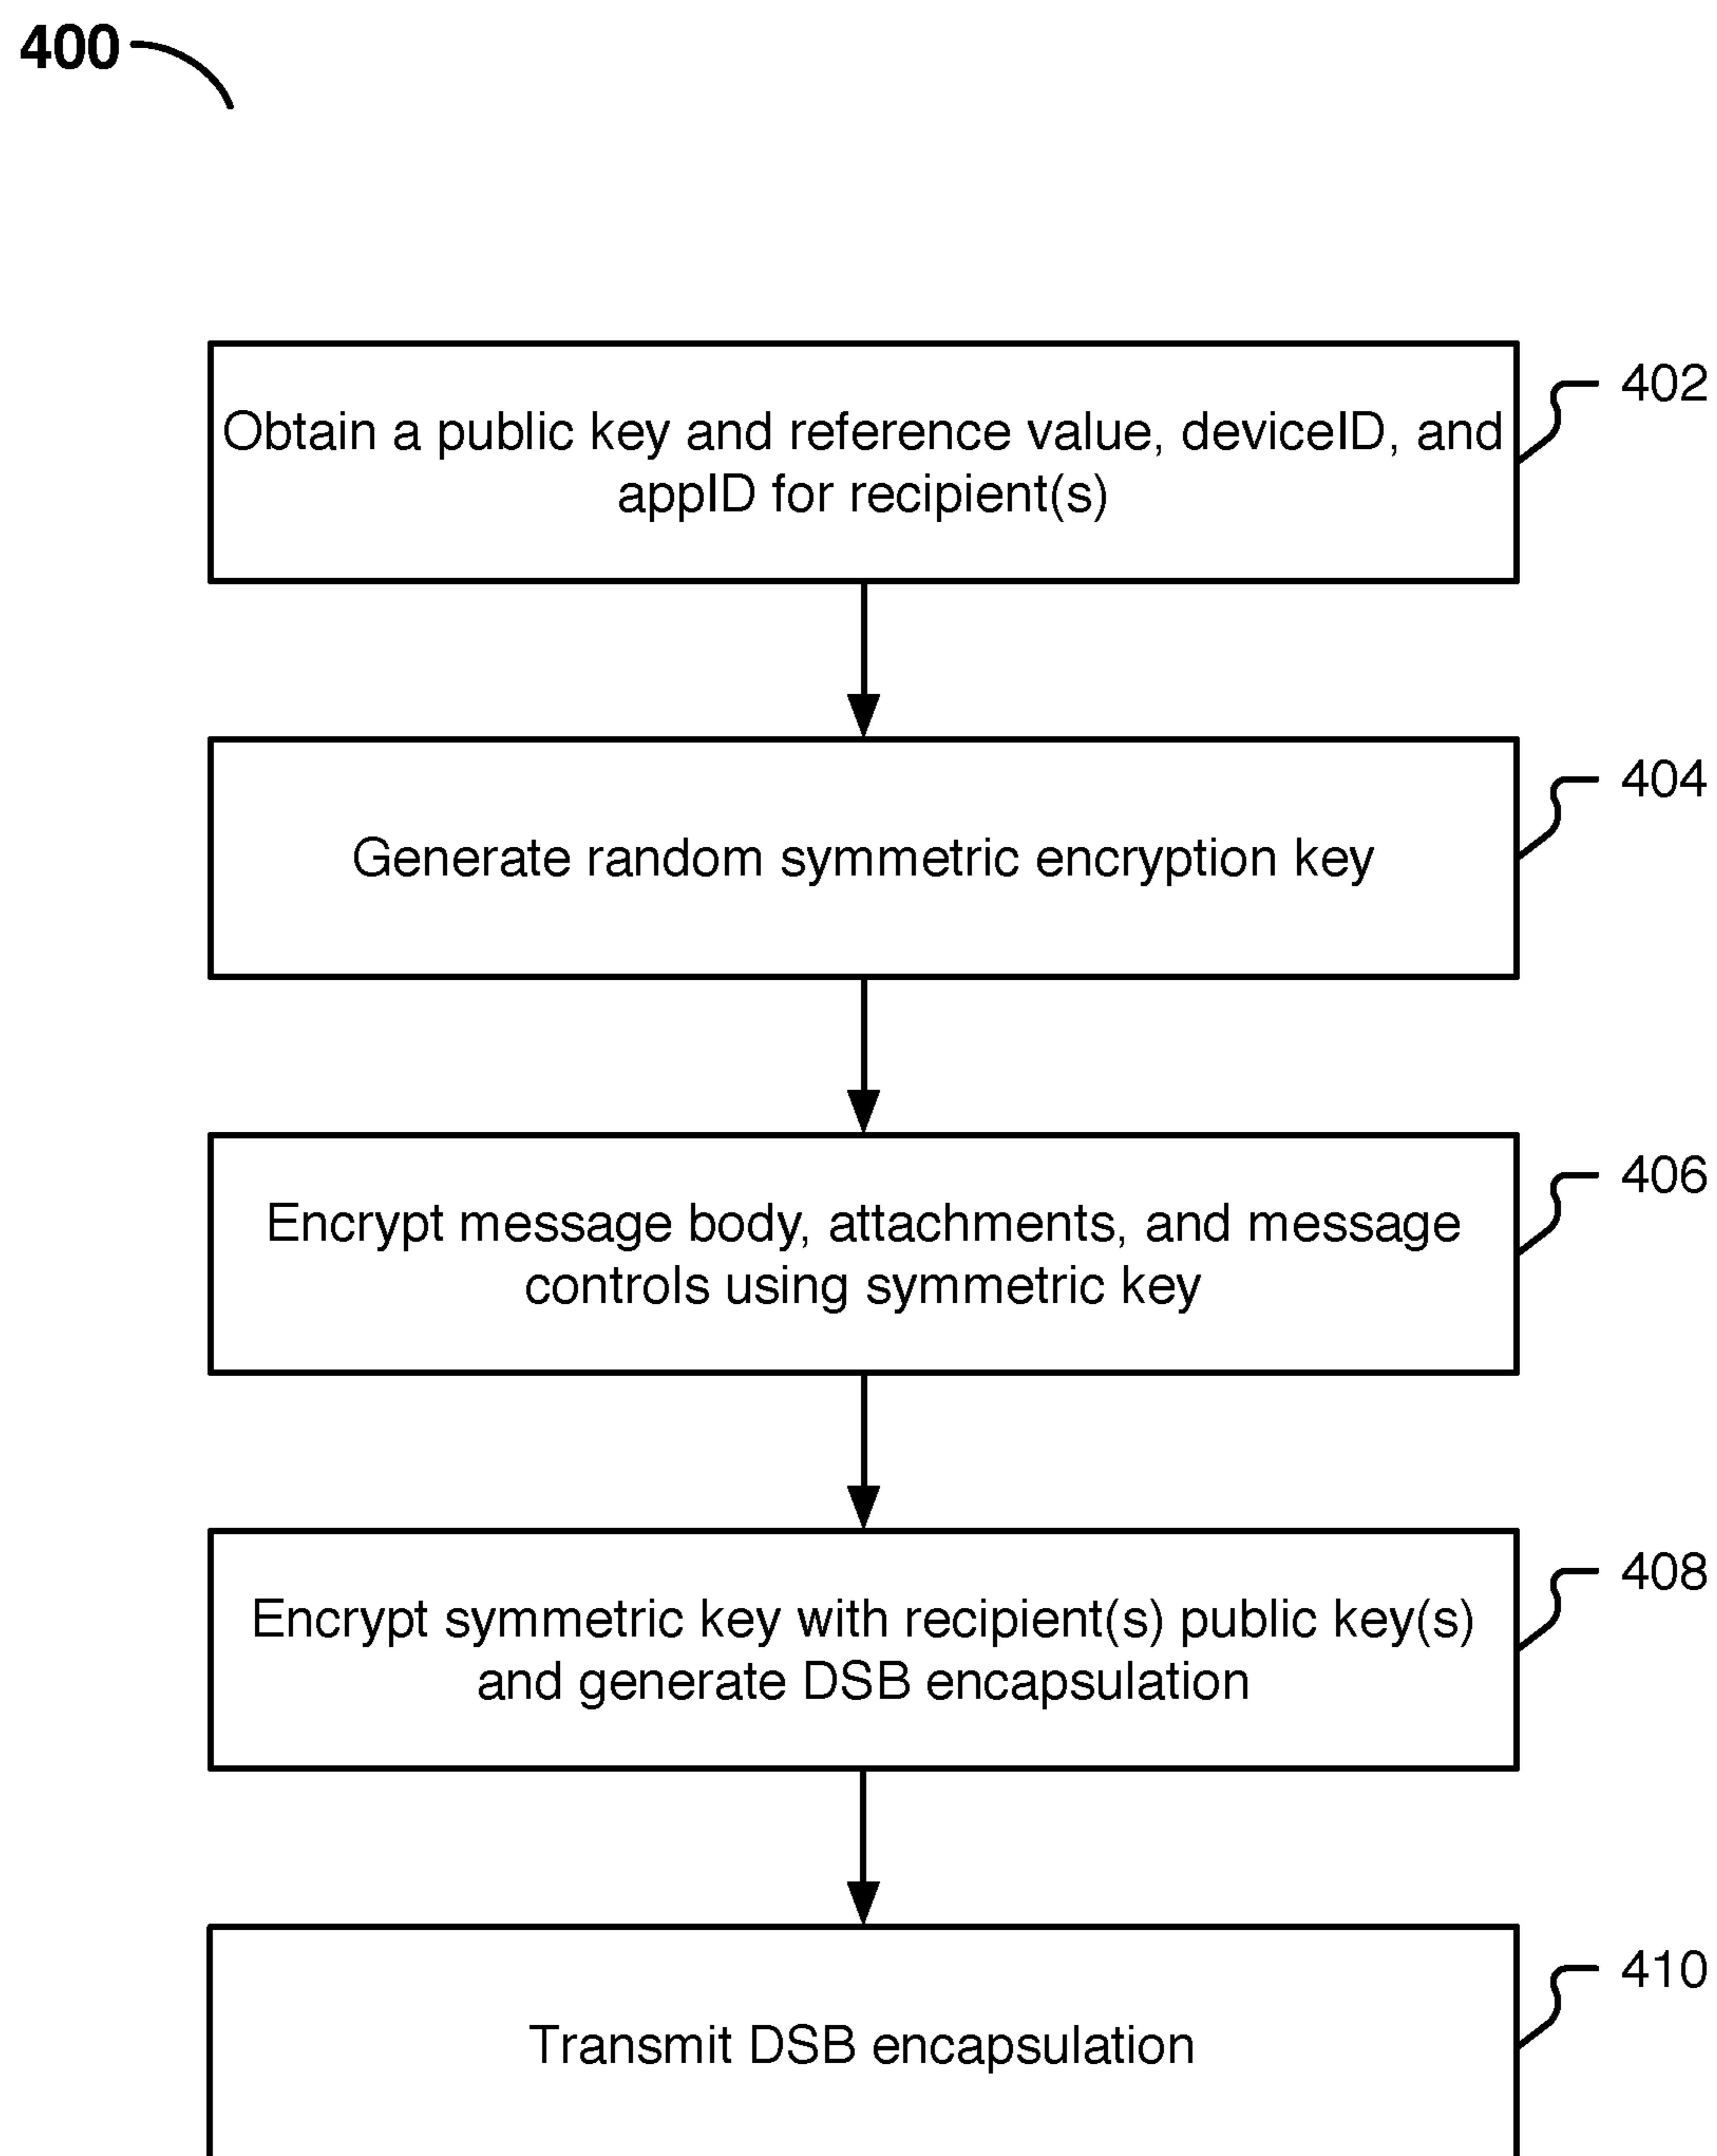 400
Obtain a public key and reference value, deviceID, and
appID for recipient(s)
402
Generate random symmetric encryption key
404
Encrypt message body, attachments, and message
controls using symmetric key
406
Encrypt symmetric key with recipient(s) public key(s)
and generate DSB encapsulation
408
Transmit DSB encapsulation
410